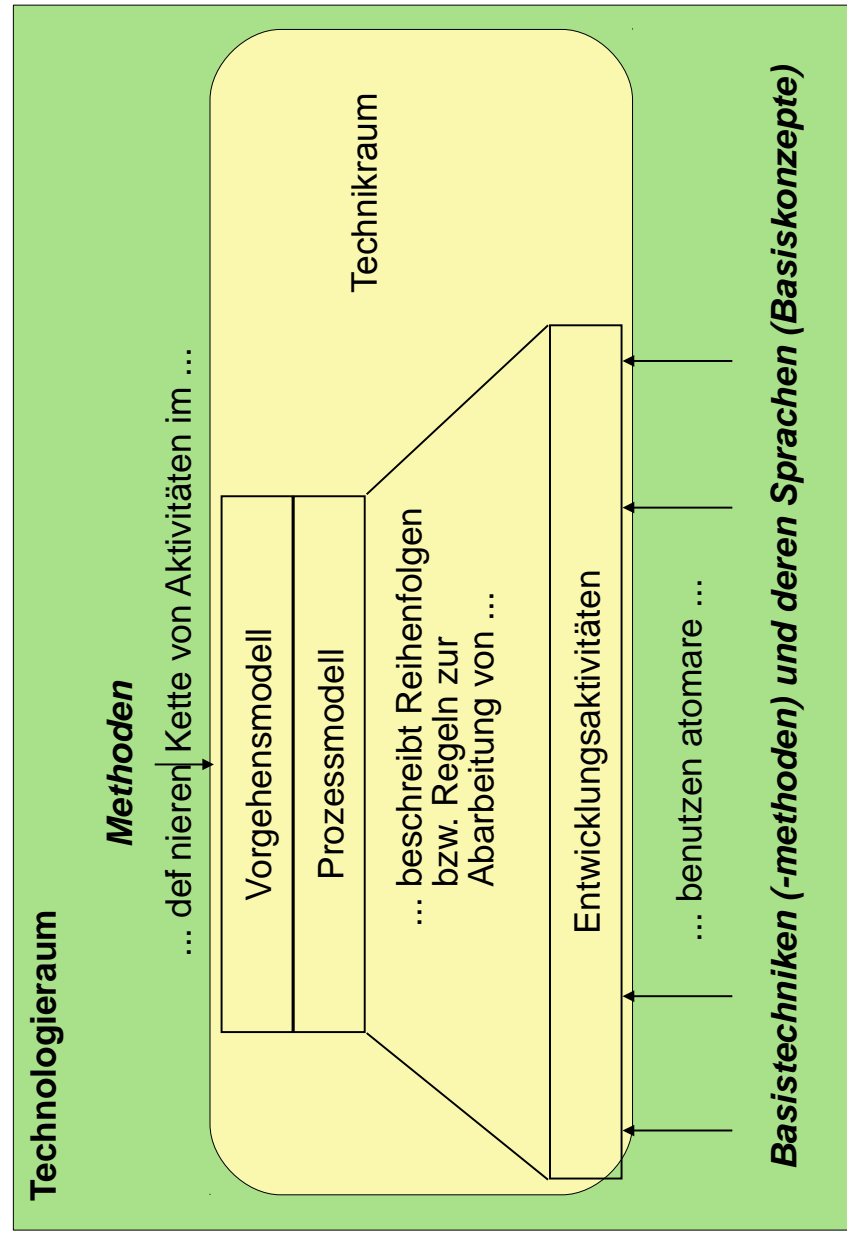 Technologieraum
Methoden
... def nieren Kette von Aktivitäten im ...
Vorgehensmodell
Prozessmodell
Technikraum
... beschreibt Reihenfolgen
bzw. Regeln zur
Abarbeitung von ...
Entwicklungsaktivitäten
... benutzen atomare ...
Basistechniken (-methoden) und deren Sprachen (Basiskonzepte)